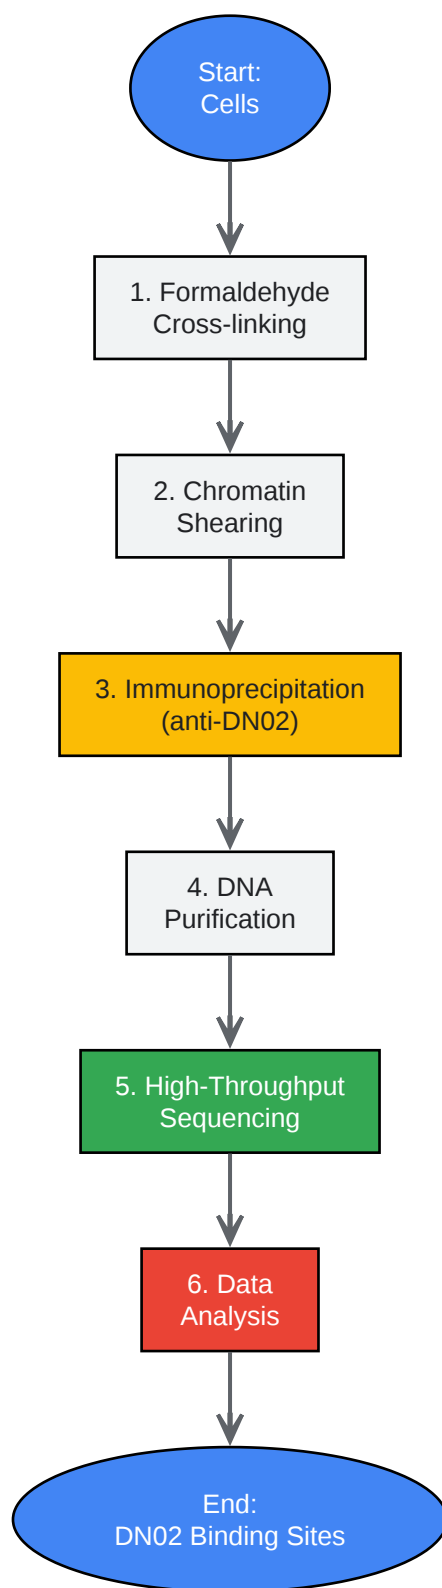 Start:
Cells
1. Formaldehyde
Cross-linking
2. Chromatin
Shearing
3. Immunoprecipitation
(anti-DN02)
4. DNA
Purification
5. High-Throughput
Sequencing
6. Data
Analysis
End:
DN02 Binding Sites